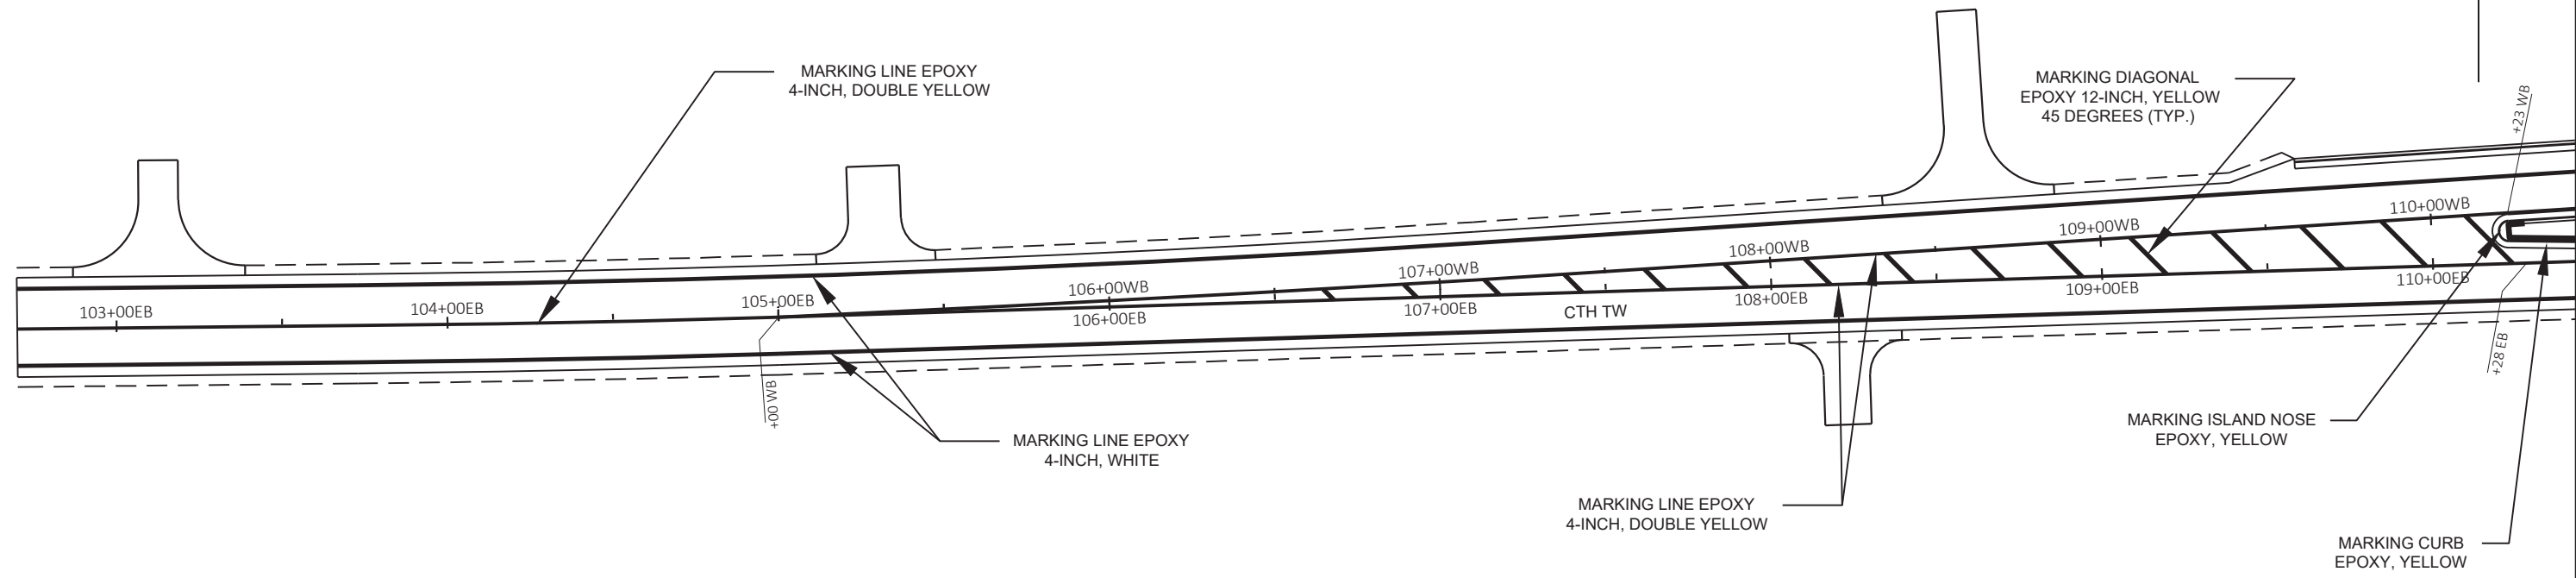 MARKING LINE EPOXY
4-INCH, DOUBLE YELLOW
MARKING DIAGONAL
EPOXY 12-INCH, YELLOW
45 DEGREES (TYP.)
+23 WB
103+00EB
104+00EB
105+00EB
106+00WB
107+00WB
108+00WB
109+00WB
110+00WB
106+00EB
107+00EB
CTH TW
108+00EB
109+00EB
110+00EB
+00 WB
+28 EB
MARKING LINE EPOXY
4-INCH, WHITE
MARKING ISLAND NOSE
EPOXY, YELLOW
MARKING LINE EPOXY
4-INCH, DOUBLE YELLOW
MARKING CURB
EPOXY, YELLOW